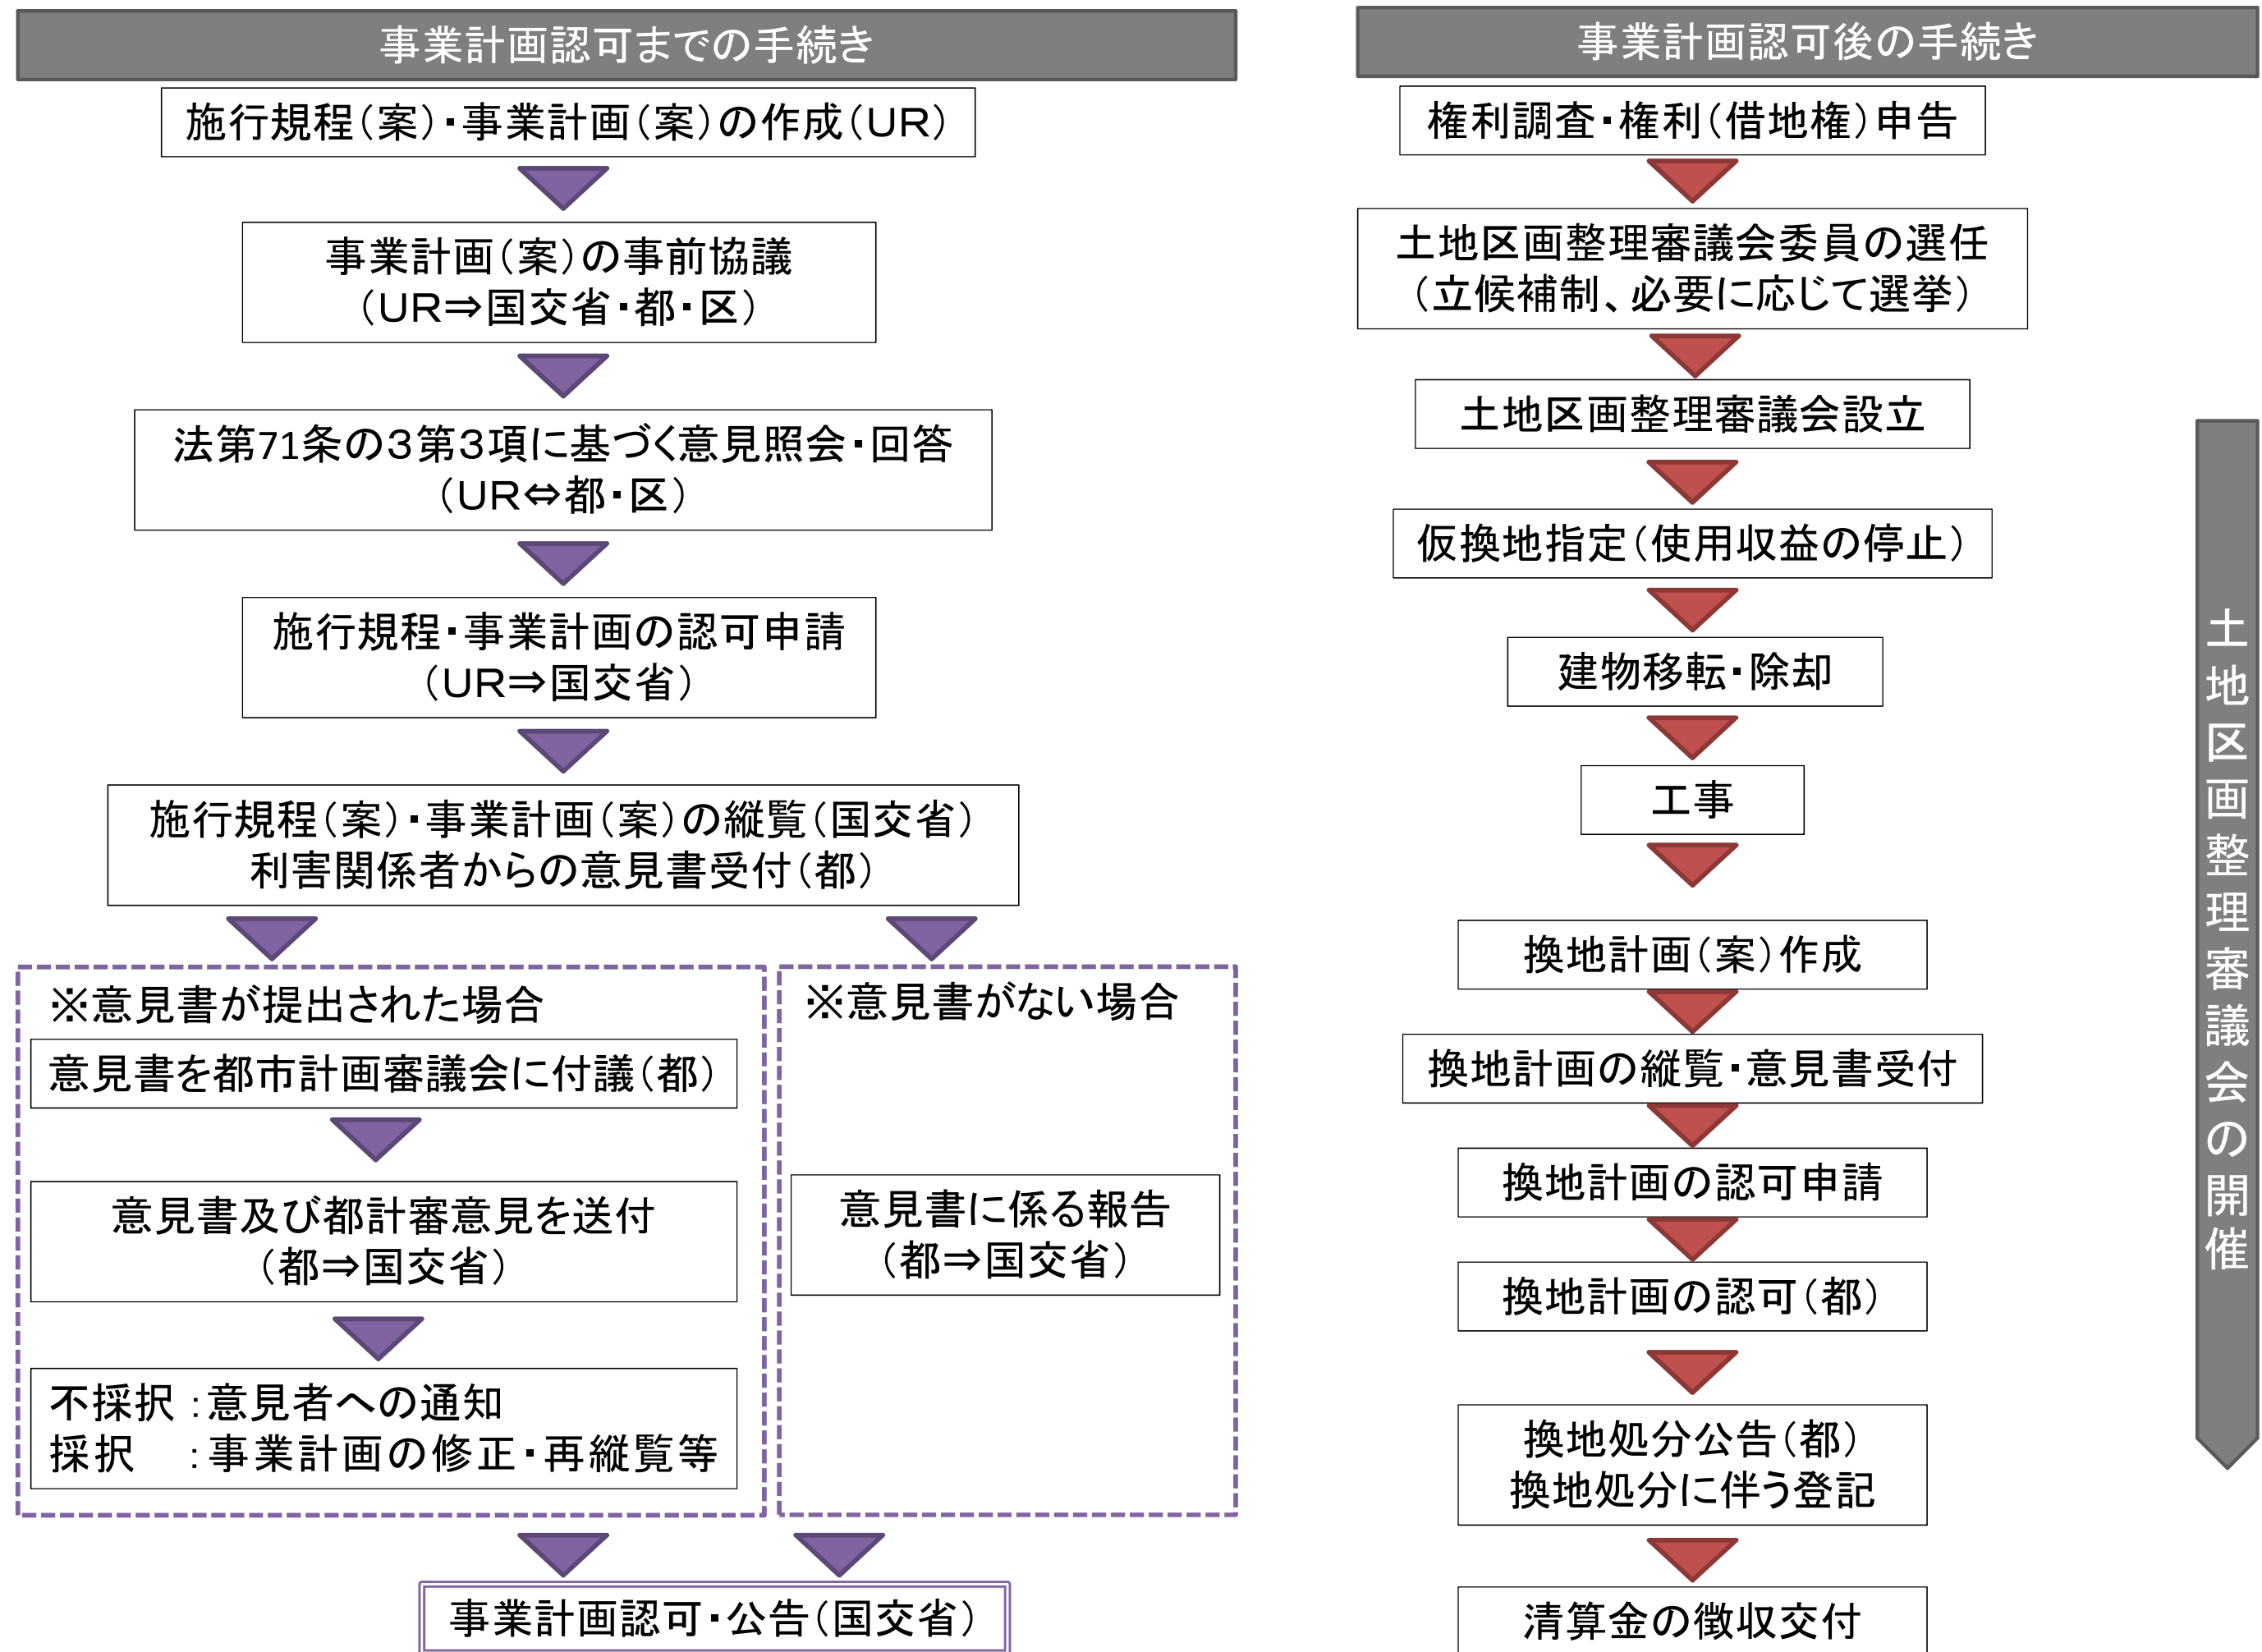 事業計画認可までの手続き
施行規程（案）・事業計画（案）の作成（UR）
事業計画（案）の事前協議
（UR⇒国交省・都・区）
法第71条の３第３項に基づく意見照会・回答
（UR⇔都・区）
施行規程・事業計画の認可申請
（UR⇒国交省）
施行規程（案）・事業計画（案）の縦覧（国交省）
利害関係者からの意見書受付（都）
※意見書が提出された場合
意見書を都市計画審議会に付議（都）
意見書及び都計審意見を送付
（都⇒国交省）
不採択：意見者への通知
採択　：事業計画の修正・再縦覧等
※意見書がない場合
意見書に係る報告
（都⇒国交省）
事業計画認可・公告（国交省）
事業計画認可後の手続き
権利調査・権利（借地権）申告
土地区画整理審議会委員の選任
（立候補制、必要に応じて選挙）
土地区画整理審議会設立
仮換地指定（使用収益の停止）
建物移転・除却
工事
換地計画（案）作成
換地計画の縦覧・意見書受付
換地計画の認可申請
換地計画の認可（都）
換地処分公告（都）
換地処分に伴う登記
清算金の徴収交付
土地区画整理審議会の開催